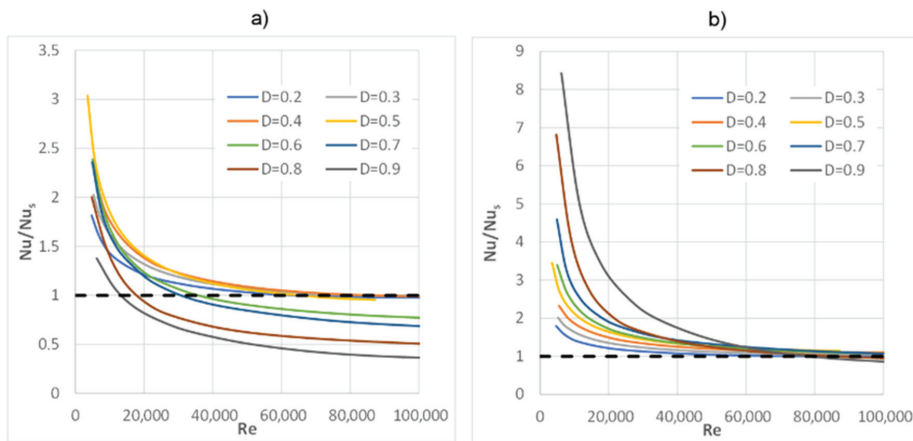 a)
b)
3.5
3
2.5
2
1.5
1
0.5
0
Nu/Nus
D=0.2 D=0.3
D=0.4 D=0.5
D=0.6 D=0.7
D=0.8 D=0.9
0 20,000 40,000 60,000 80,000 100,000
Re
9
8
7
6
5
4
3
2
1
0
Nu/Nus
D=0.2 D=0.3
D=0.4 D=0.5
D=0.6 D=0.7
D=0.8 D=0.9
0 20,000 40,000 60,000 80,000 100,000
Re